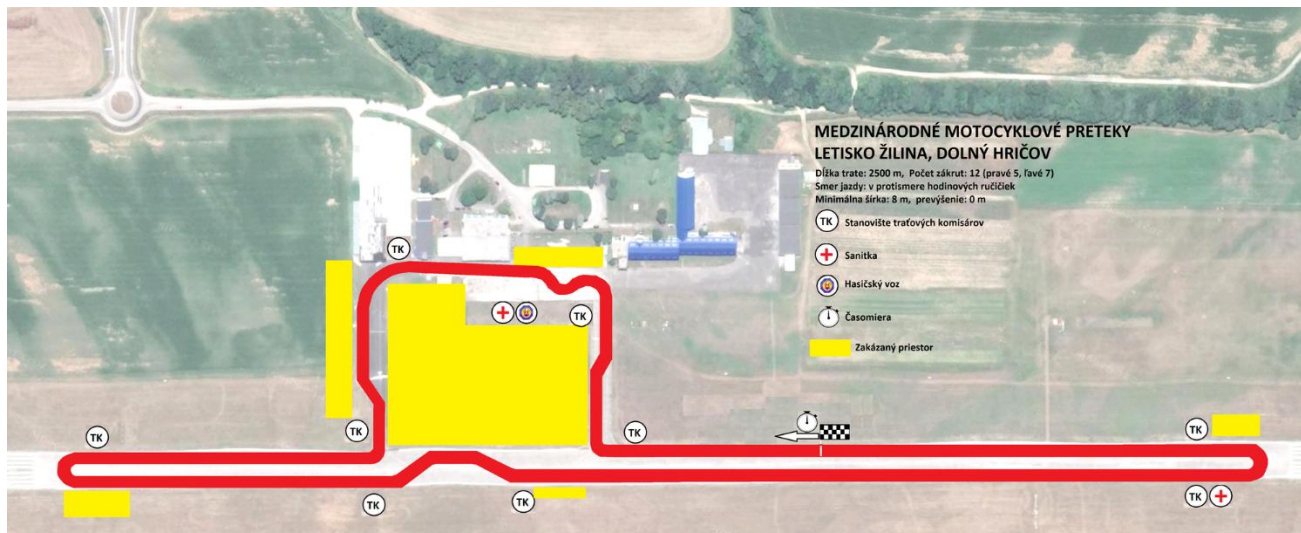 MEDZINÁRODNÉ MOTOCYKLOVÉ PRETEKY
LETISKO ŽILINA, DOLNÝ HRIČOV
Dĺžka trate: 2500 m, Počet zákrut: 12 (pravé 5, ľavé 7)
Smer jazdy: v protismere hodinových ručičiek
Minimálna šírka: 8 m, prevýšenie: 0 m
TK Stanovište traťových komisárov
Sanitka
Hasičský voz
Časomiera
Zakázaný priestor
TK
TK
TK
TK
TK
TK
TK
TK
TK
TK